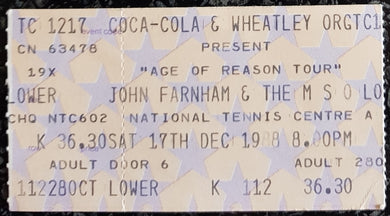 TC 1217 COCA-COLA & WHEATLEY ORGTC1
CN 63478 PRESENT
19X "AGE OF REASON TOUR"
LOWER JOHN FARNHAM & THE M S O LO
CHQ NTC602 NATIONAL TENNIS CENTRE A
K 36.30 SAT 17TH DEC 1988 8.00PM
ADULT DOOR 6 ADULT 280
112280CT LOWER K 112 36.30